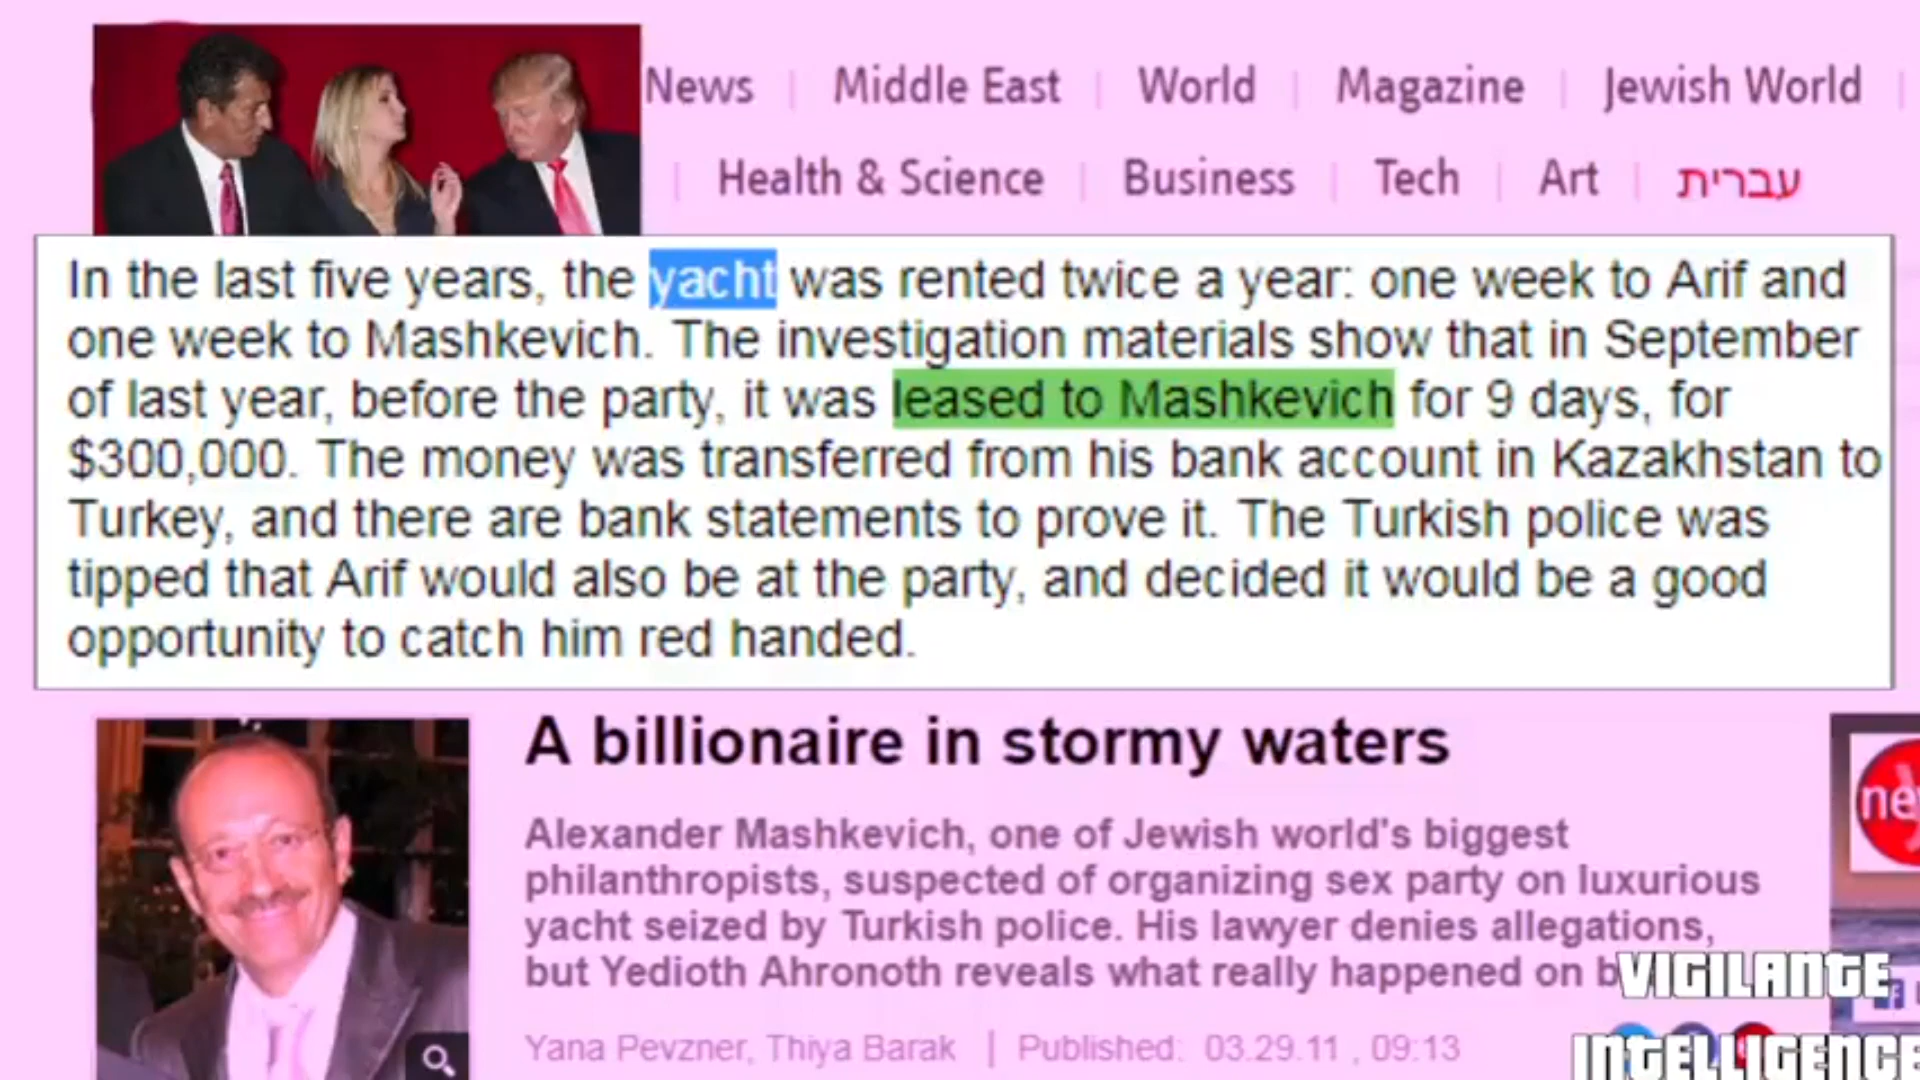 News | Middle East | World | Magazine | Jewish World |
| Health & Science | Business | Tech | Art | עברית
In the last five years, the yacht was rented twice a year: one week to Arif and
one week to Mashkevich. The investigation materials show that in September
of last year, before the party, it was leased to Mashkevich for 9 days, for
$300,000. The money was transferred from his bank account in Kazakhstan to
Turkey, and there are bank statements to prove it. The Turkish police was
tipped that Arif would also be at the party, and decided it would be a good
opportunity to catch him red handed.
A billionaire in stormy waters
Alexander Mashkevich, one of Jewish world's biggest
philanthropists, suspected of organizing sex party on luxurious
yacht seized by Turkish police. His lawyer denies allegations,
but Yedioth Ahronoth reveals what really happened on b
Yana Pevzner, Thiya Barak | Published: 03.29.11 , 09:13
ne
VIGILANTE
INTELLIGENCE